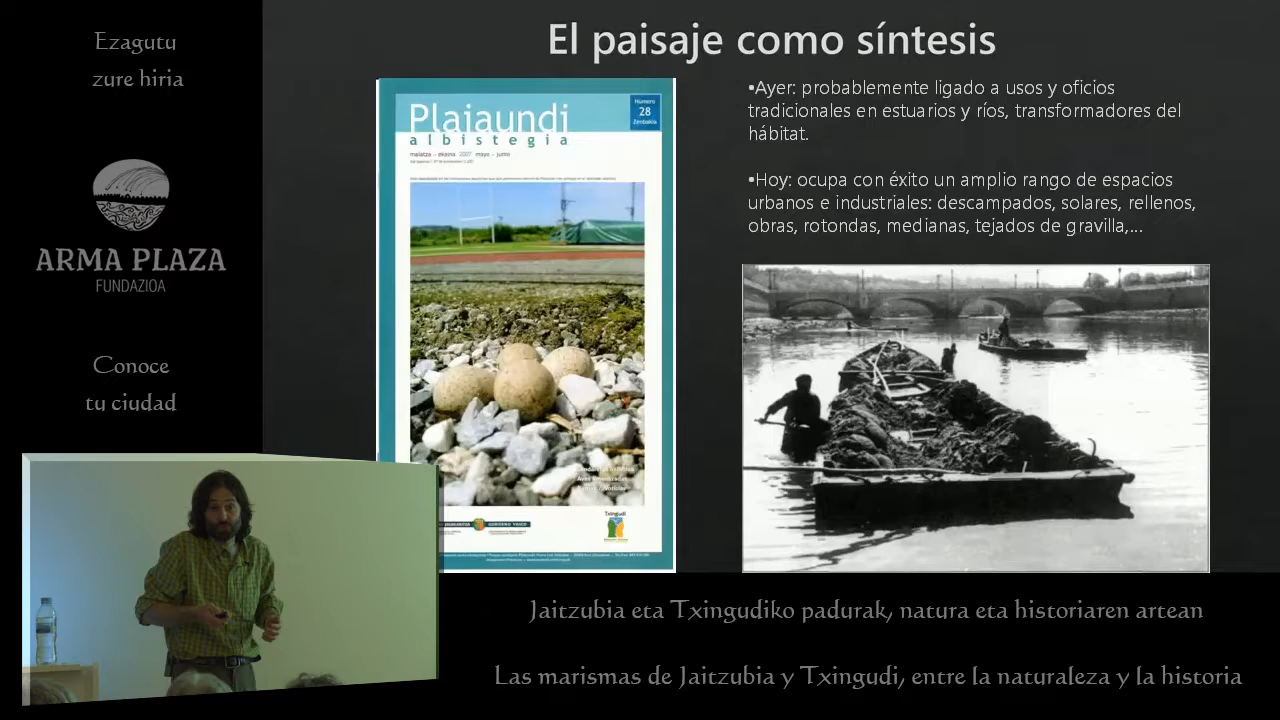 Ezagutu
zure hiria
ARMA PLAZA
FUNDAZIOA
Conoce
tu ciudad
El paisaje como síntesis
Plaiaundi
albistegia
Número
28
Zenbakia
maiatza - ekaina 2007 mayo - junio
•Ayer: probablemente ligado a usos y oficios
tradicionales en estuarios y ríos, transformadores del
hábitat.
•Hoy: ocupa con éxito un amplio rango de espacios
urbanos e industriales: descampados, solares, rellenos,
obras, rotondas, medianas, tejados de gravilla,...
GOBIERNO VASCO
Txingudi
Jaitzubia eta Txingudiko padurak, natura eta historiaren artean
Las marismas de Jaitzubia y Txingudi, entre la naturaleza y la historia